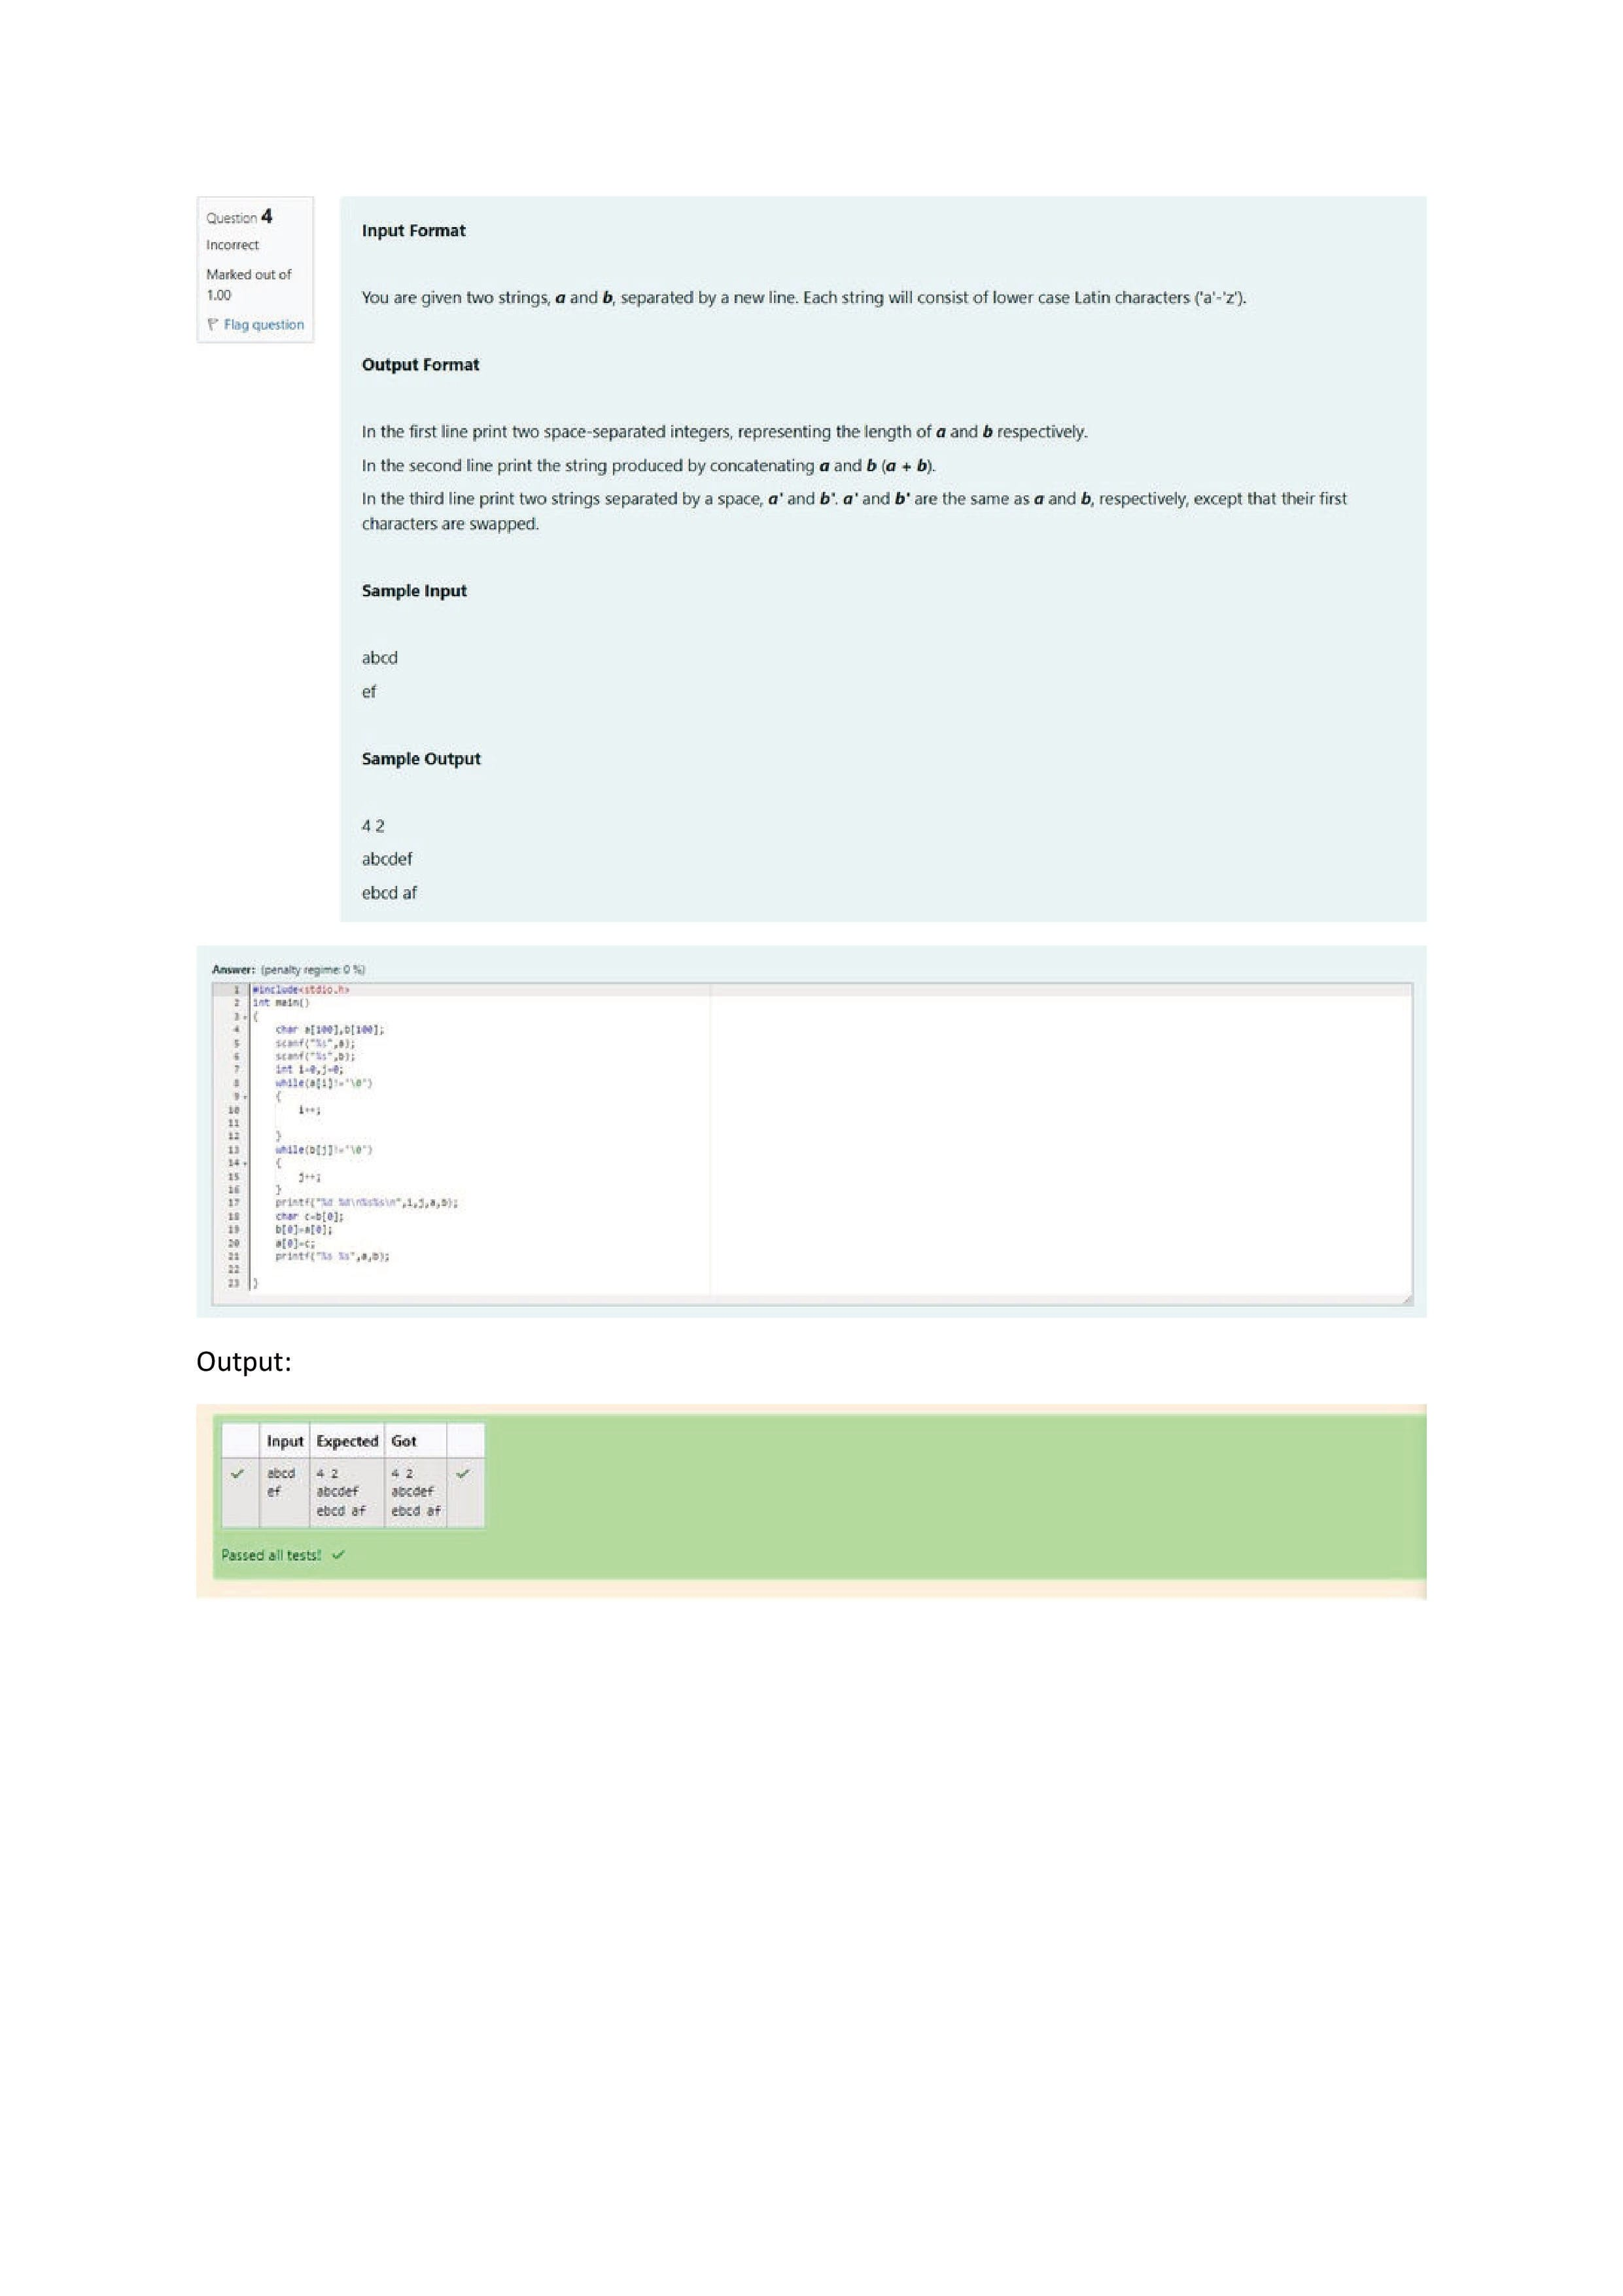 Question 4
Incorrect
Marked out of
1.00
Flag question
Input Format
You are given two strings, a and b, separated by a new line. Each string will consist of lower case Latin characters ('a'-'z').
Output Format
In the first line print two space-separated integers, representing the length of a and b respectively.
In the second line print the string produced by concatenating a and b (a + b).
In the third line print two strings separated by a space, a' and b'. a' and b' are the same as a and b, respectively, except that their first
characters are swapped.
Sample Input
abcd
ef
Sample Output
4 2
abcdef
ebcd af
Answer: (penalty regime: 0 %)
1 #include<stdio.h>
2 int main()
3 {
4 char a[100],b[100];
5 scanf("%s",a);
6 scanf("%s",b);
7 int i=0,j=0;
8 while(a[i]!='\0')
9 {
10 i++;
11
12 }
13 while(b[j]!='\0')
14 {
15 j++;
16 }
17 printf("%d %d\n%s%s\n",i,j,a,b);
18 char c=b[0];
19 b[0]=a[0];
20 a[0]=c;
21 printf("%s %s",a,b);
22
23 }
Output:
Input Expected Got
abcd 4 2 4 2
ef abcdef abcdef
ebcd af ebcd af
Passed all tests!